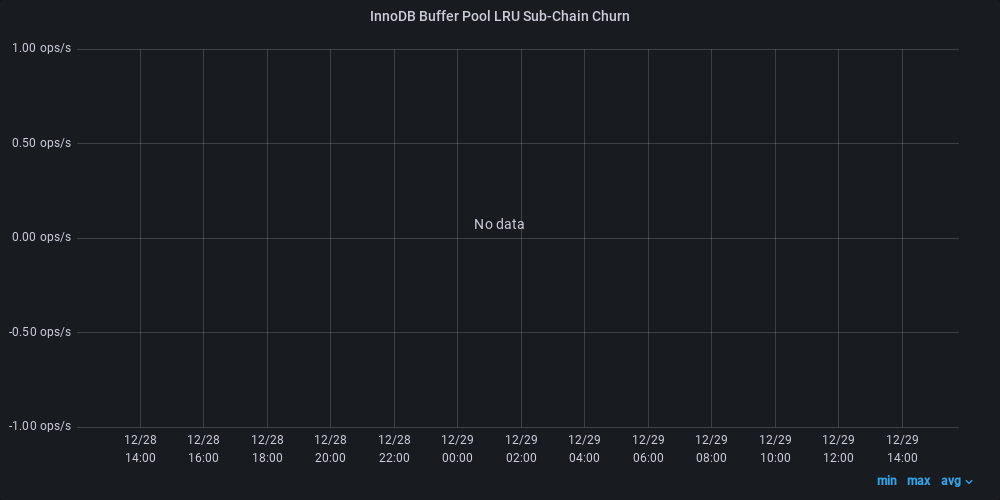 InnoDB Buffer Pool LRU Sub-Chain Churn
1.00 ops/s
0.50 ops/s
No data
0.00 ops/s
-0.50 ops/s
-1.00 ops/s
12/28 12/28 12/28 12/28 12/28 12/29 12/29 12/29 12/29 12/29 12/29 12/29 12/29
14:00 16:00 18:00 20:00 22:00 00:00 02:00 04:00 06:00 08:00 10:00 12:00 14:00
min max avg